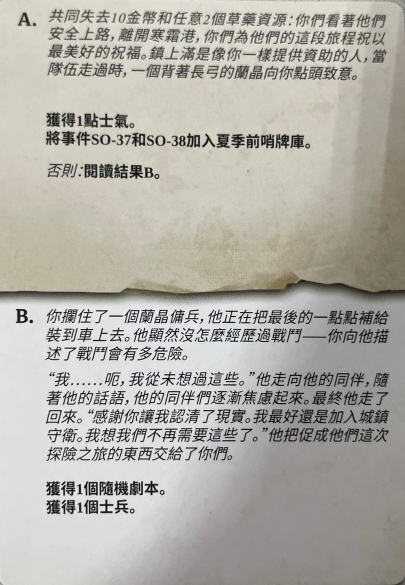 A. 共同失去10金幣和任意2個草藥資源：你們看著他們
安全上路，離開寒霜港，你們為他們的這段旅程祝以
最美好的祝福。鎮上滿是像你一樣提供資助的人，當
隊伍走過時，一個背著長弓的蘭晶向你點頭致意。
獲得1點士氣。
將事件SO-37和SO-38加入夏季前哨牌庫。
否則：閱讀結果B。
B. 你攔住了一個蘭晶傭兵，他正在把最後的一點點補給
裝到車上去。他顯然沒怎麼經歷過戰鬥——你向他描
述了戰鬥會有多危險。
“我……呃，我從未想過這些。”他走向他的同伴，隨
著他的話語，他的同伴們逐漸焦慮起來。最終他走了
回來。“感謝你讓我認清了現實。我最好還是加入城鎮
守衛。我想我們不再需要這些了。”他把促成他們這次
探險之旅的東西交給了你們。
獲得1個隨機劇本。
獲得1個士兵。